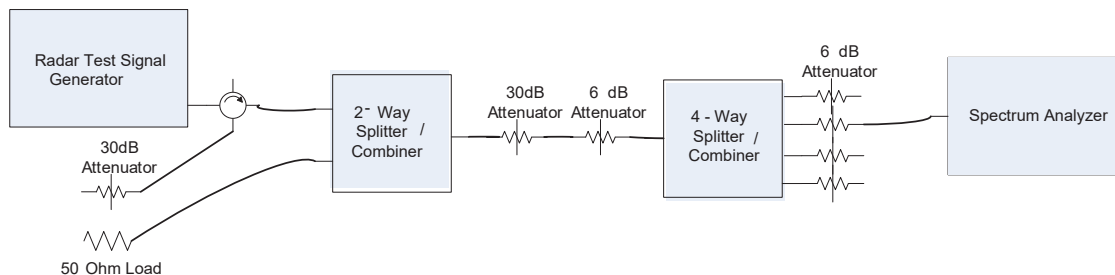 Radar Test Signal
Generator
30dB
Attenuator
50 Ohm Load
2- Way
Splitter /
Combiner
30dB
Attenuator
6 dB
Attenuator
4 - Way
Splitter /
Combiner
6 dB
Attenuator
Spectrum Analyzer